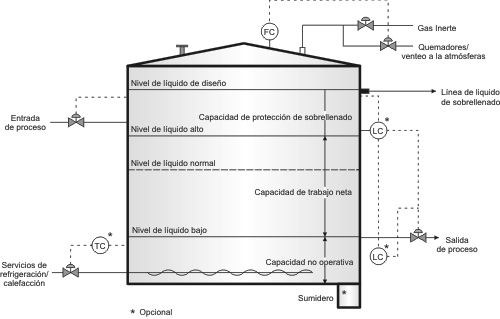 FC
Gas Inerte
Quemadores/
venteo a la atmósferas
Nivel de líquido de diseño
Línea de liquido
de sobrellenado
Capacidad de protección de sobrellenado
Entrada
de proceso
Nivel de líquido alto
LC *
Nivel de líquido normal
Capacidad de trabajo neta
Nivel de líquido bajo
TC *
Salida
de proceso
LC *
Servicios de
refrigeración/
calefacción
Capacidad no operativa
Sumidero
*
* Opcional